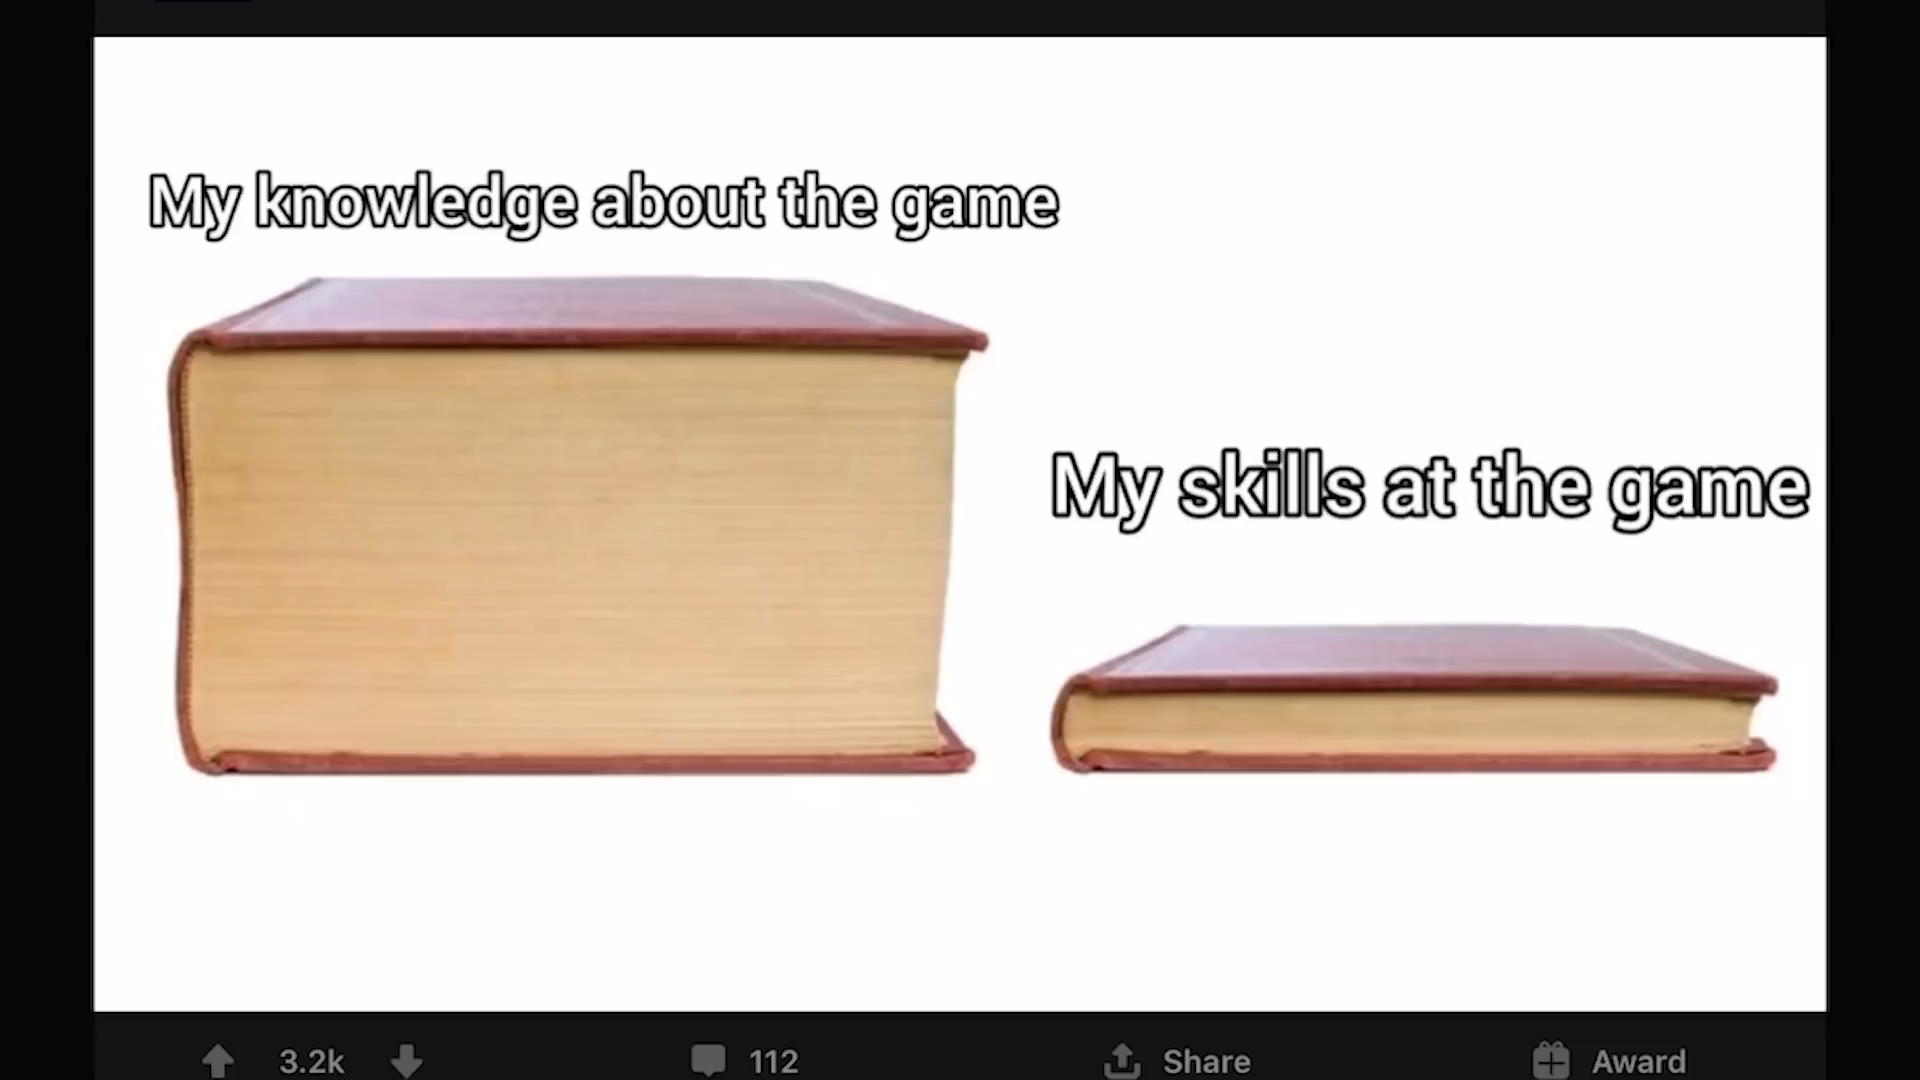 My knowledge about the game
My skills at the game
3.2k
112
Share
Award